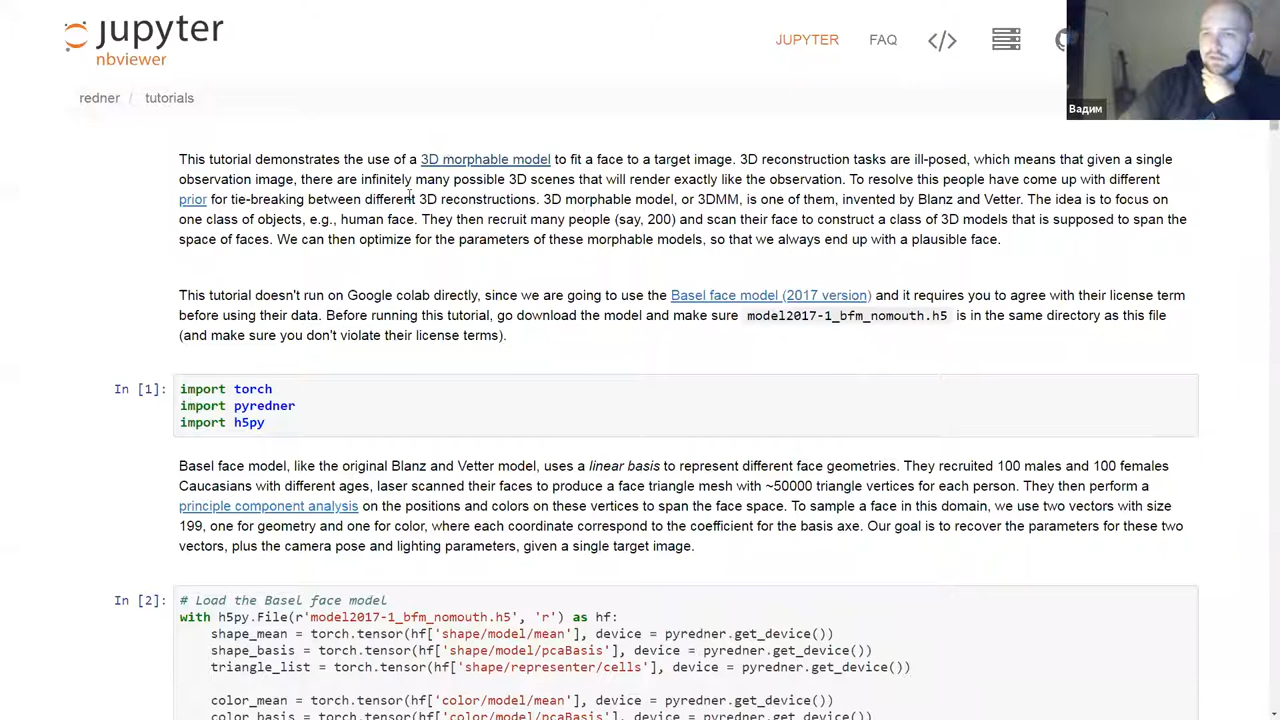 jupyter
nbviewer
JUPYTER FAQ </>
Вадим
redner / tutorials
This tutorial demonstrates the use of a 3D morphable model to fit a face to a target image. 3D reconstruction tasks are ill-posed, which means that given a single
observation image, there are infinitely many possible 3D scenes that will render exactly like the observation. To resolve this people have come up with different
prior for tie-breaking between different 3D reconstructions. 3D morphable model, or 3DMM, is one of them, invented by Blanz and Vetter. The idea is to focus on
one class of objects, e.g., human face. They then recruit many people (say, 200) and scan their face to construct a class of 3D models that is supposed to span the
space of faces. We can then optimize for the parameters of these morphable models, so that we always end up with a plausible face.
This tutorial doesn't run on Google colab directly, since we are going to use the Basel face model (2017 version) and it requires you to agree with their license term
before using their data. Before running this tutorial, go download the model and make sure model2017-1_bfm_nomouth.h5 is in the same directory as this file
(and make sure you don't violate their license terms).
In [1]: import torch
import pyredner
import h5py
Basel face model, like the original Blanz and Vetter model, uses a linear basis to represent different face geometries. They recruited 100 males and 100 females
Caucasians with different ages, laser scanned their faces to produce a face triangle mesh with ~50000 triangle vertices for each person. They then perform a
principle component analysis on the positions and colors on these vertices to span the face space. To sample a face in this domain, we use two vectors with size
199, one for geometry and one for color, where each coordinate correspond to the coefficient for the basis axe. Our goal is to recover the parameters for these two
vectors, plus the camera pose and lighting parameters, given a single target image.
In [2]: # Load the Basel face model
with h5py.File(r'model2017-1_bfm_nomouth.h5', 'r') as hf:
shape_mean = torch.tensor(hf['shape/model/mean'], device = pyredner.get_device())
shape_basis = torch.tensor(hf['shape/model/pcaBasis'], device = pyredner.get_device())
triangle_list = torch.tensor(hf['shape/representer/cells'], device = pyredner.get_device())
color_mean = torch.tensor(hf['color/model/mean'], device = pyredner.get_device())
color_basis = torch.tensor(hf['color/model/pcaBasis'], device = pyredner.get_device())